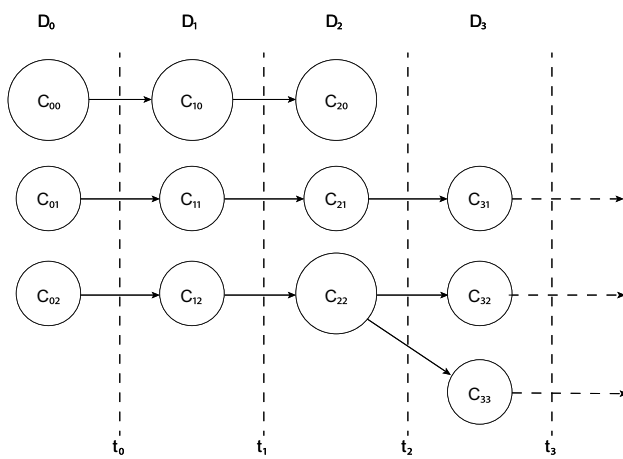 D₀ D₁ D₂ D₃
C₀₀ C₁₀ C₂₀
C₀₁ C₁₁ C₂₁ C₃₁
C₀₂ C₁₂ C₂₂ C₃₂
C₃₃
t₀ t₁ t₂ t₃